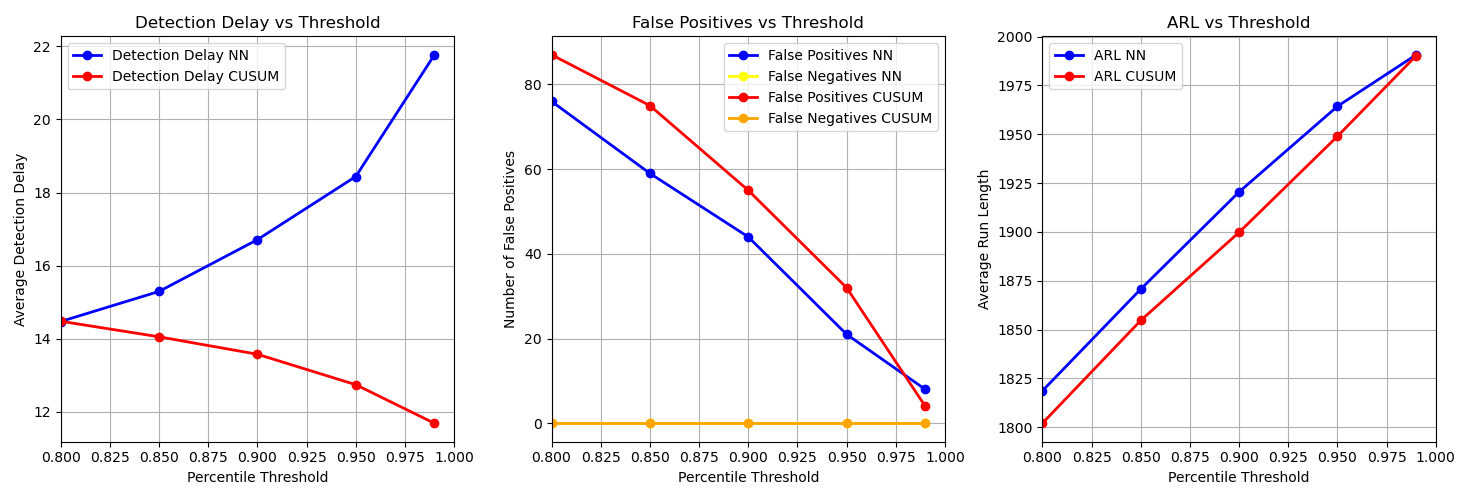 Detection Delay vs Threshold
Average Detection Delay
22
20
18
16
14
12
Detection Delay NN
Detection Delay CUSUM
0.800 0.825 0.850 0.875 0.900 0.925 0.950 0.975 1.000
Percentile Threshold
False Positives vs Threshold
Number of False Positives
80
60
40
20
0
False Positives NN
False Negatives NN
False Positives CUSUM
False Negatives CUSUM
0.800 0.825 0.850 0.875 0.900 0.925 0.950 0.975 1.000
Percentile Threshold
ARL vs Threshold
Average Run Length
2000
1975
1950
1925
1900
1875
1850
1825
1800
ARL NN
ARL CUSUM
0.800 0.825 0.850 0.875 0.900 0.925 0.950 0.975 1.000
Percentile Threshold